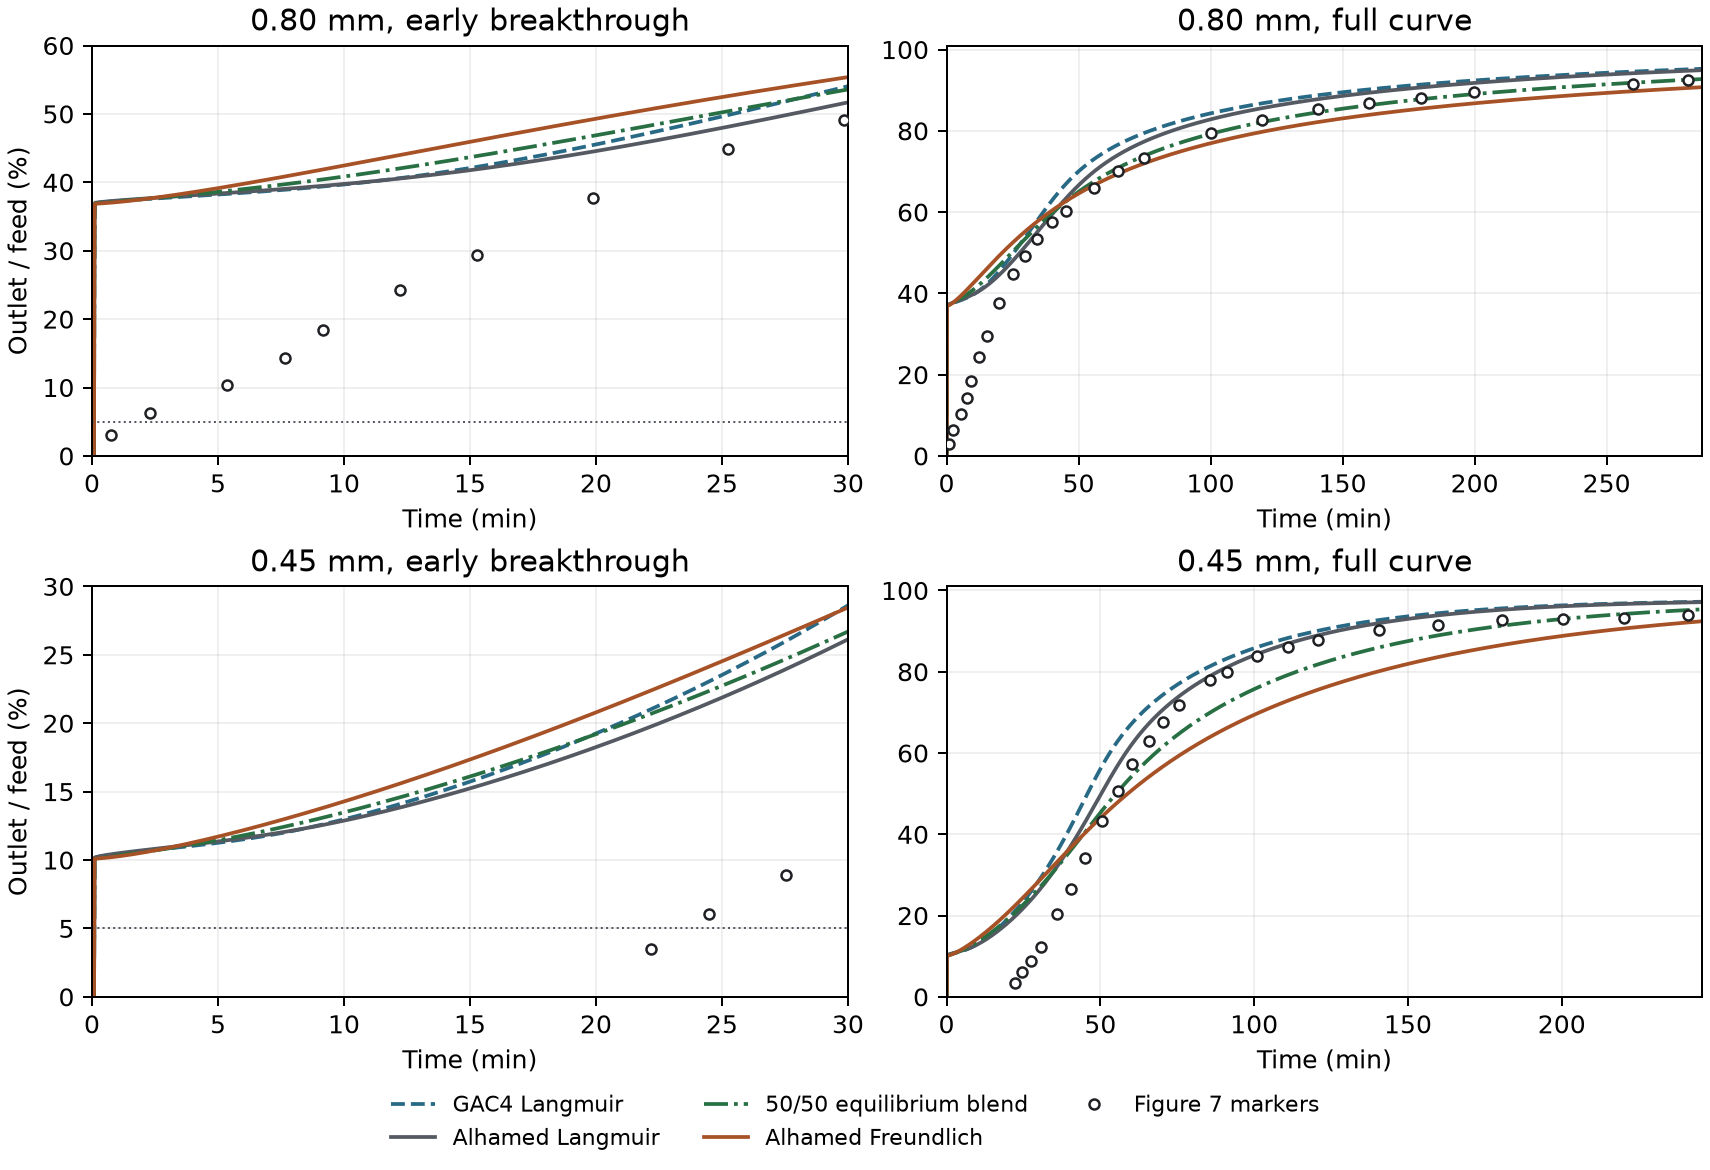 0.80 mm, early breakthrough
Outlet / feed (%)
60
50
40
30
20
10
0
0 5 10 15 20 25 30
Time (min)
0.80 mm, full curve
100
80
60
40
20
0
0 50 100 150 200 250
Time (min)
0.45 mm, early breakthrough
Outlet / feed (%)
30
25
20
15
10
5
0
0 5 10 15 20 25 30
Time (min)
0.45 mm, full curve
100
80
60
40
20
0
0 50 100 150 200
Time (min)
GAC4 Langmuir
Alhamed Langmuir
50/50 equilibrium blend
Alhamed Freundlich
Figure 7 markers